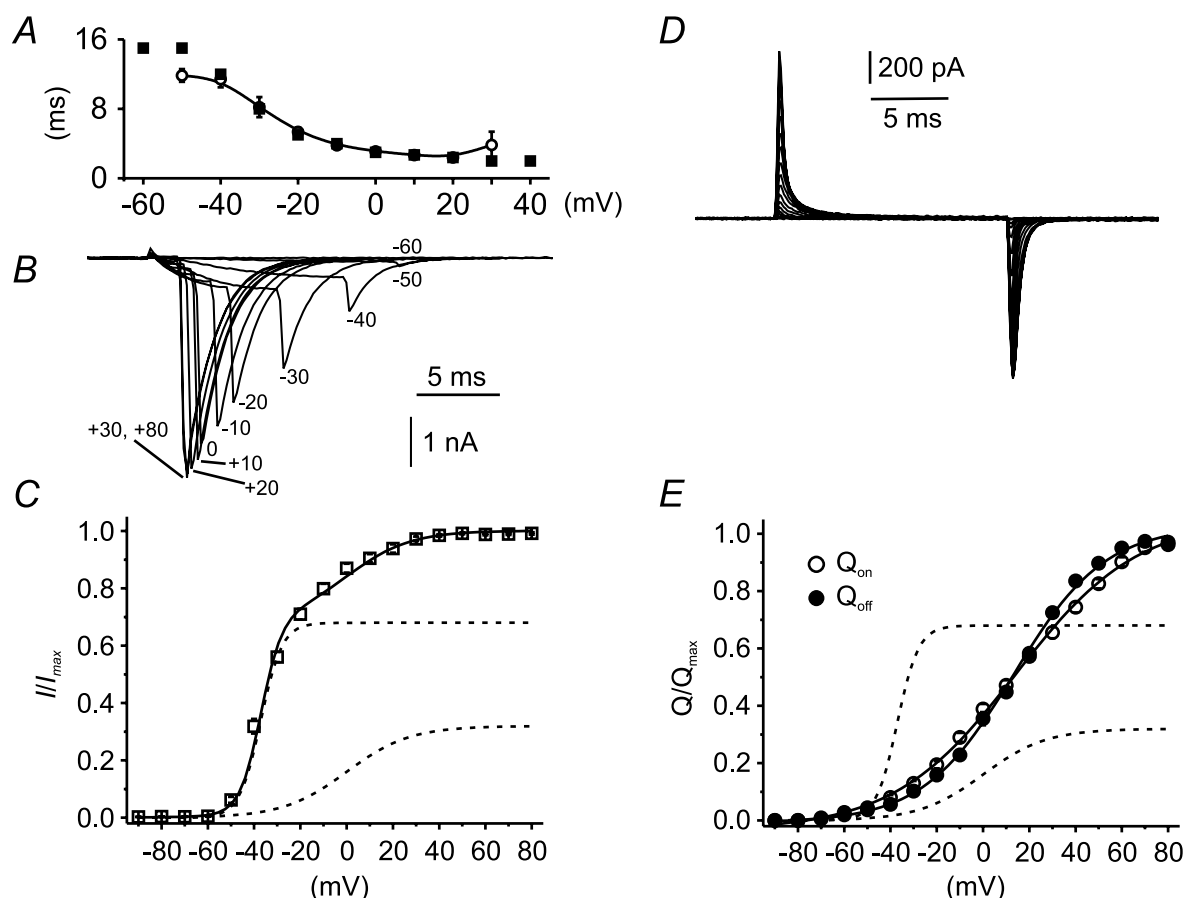 A
16
8
0
(ms)
-60 -40 -20 0 20 40 (mV)
B
-60
-50
-40
-30
-20
-10
0
+10
+20
+30, +80
5 ms
1 nA
C
1.0
0.8
0.6
0.4
0.2
0.0
I/Imax
-80 -60 -40 -20 0 20 40 60 80
(mV)
D
200 pA
5 ms
E
1.0
0.8
0.6
0.4
0.2
0.0
Q/Qmax
Qon
Qoff
-80 -60 -40 -20 0 20 40 60 80
(mV)